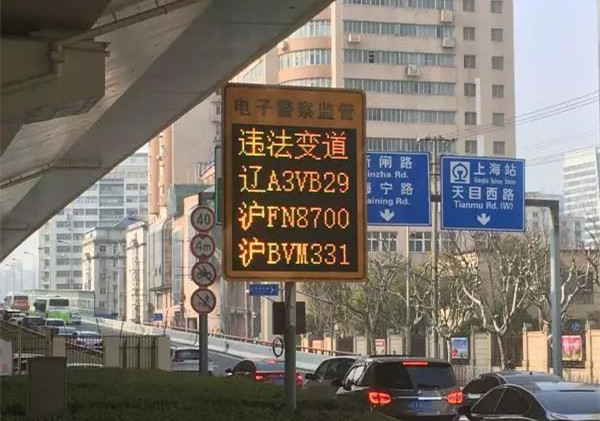 电子警察监管
违法变道
辽A3VB29
沪FN8700
沪BVM331
40
4m
新闸路
Xinzha Rd.
海宁路
Haining Rd.
上海站
Shanghai Railway Station
天目西路
Tianmu Rd. (W)